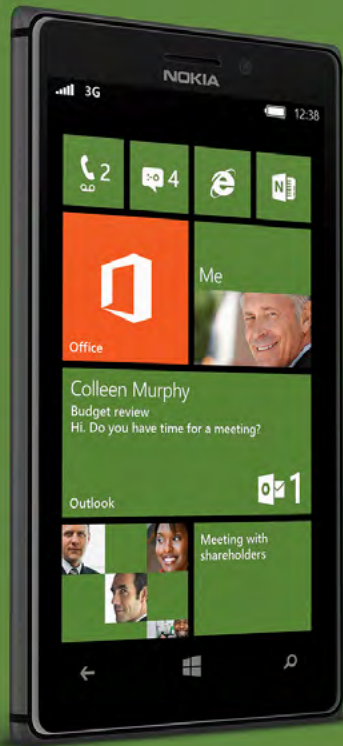 NOKIA
3G
12:38
2
4
N
Me
Office
Colleen Murphy
Budget review
Hi. Do you have time for a meeting?
Outlook
1
Meeting with
shareholders